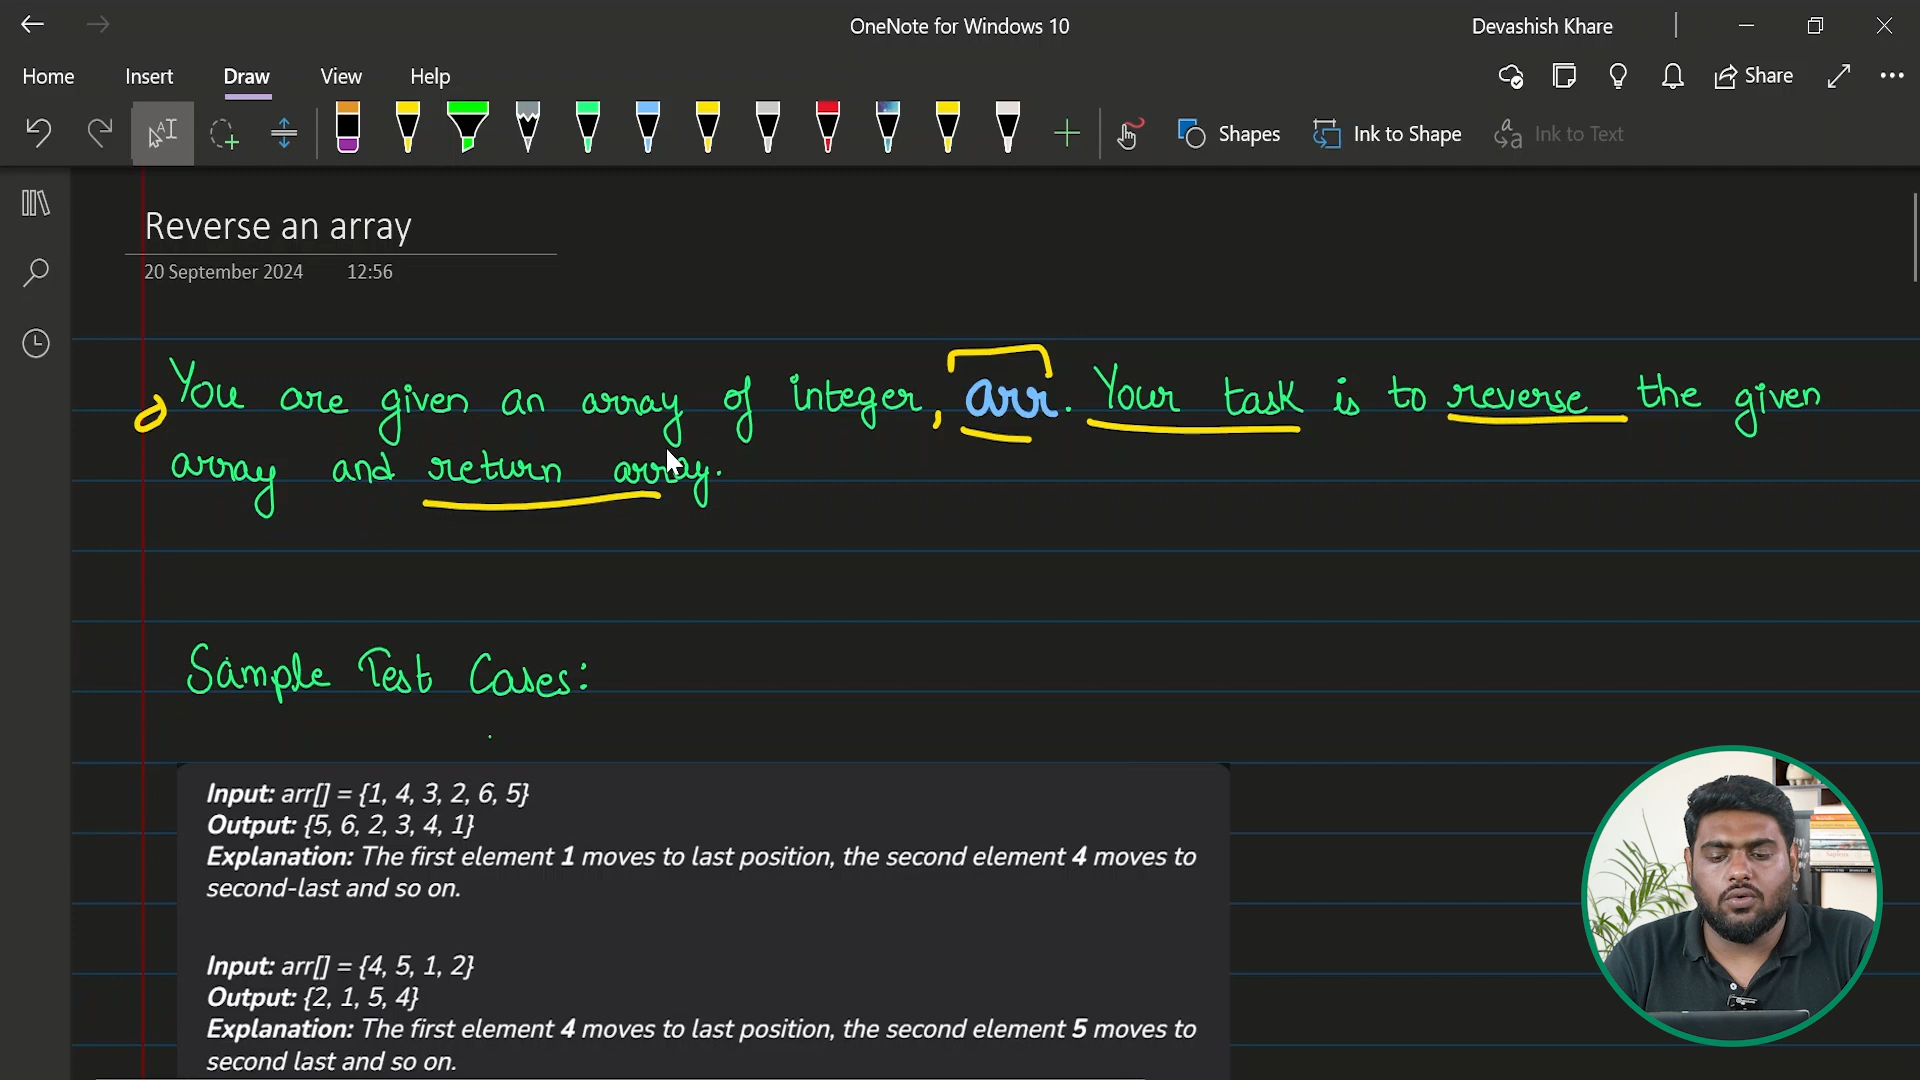 OneNote for Windows 10
Devashish Khare
Home Insert Draw View Help
Share
Shapes Ink to Shape Ink to Text
Reverse an array
20 September 2024 12:56
You are given an array of integer, arr. Your task is to reverse the given
array and return array.
Sample Test Cases:
Input: arr[] = {1, 4, 3, 2, 6, 5}
Output: {5, 6, 2, 3, 4, 1}
Explanation: The first element 1 moves to last position, the second element 4 moves to
second-last and so on.
Input: arr[] = {4, 5, 1, 2}
Output: {2, 1, 5, 4}
Explanation: The first element 4 moves to last position, the second element 5 moves to
second last and so on.